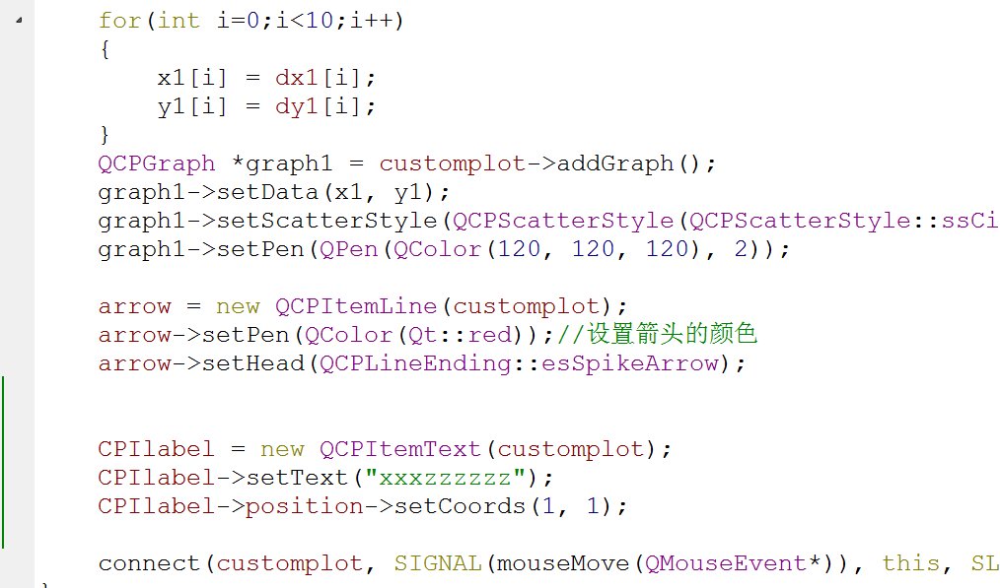 for(int i=0;i<10;i++)
{
x1[i] = dx1[i];
y1[i] = dy1[i];
}
QCPGraph *graph1 = customplot->addGraph();
graph1->setData(x1, y1);
graph1->setScatterStyle(QCPScatterStyle(QCPScatterStyle::ssCi
graph1->setPen(QPen(QColor(120, 120, 120), 2));
arrow = new QCPItemLine(customplot);
arrow->setPen(QColor(Qt::red));//设置箭头的颜色
arrow->setHead(QCPLineEnding::esSpikeArrow);
CPIlabel = new QCPItemText(customplot);
CPIlabel->setText("xxxzzzzzz");
CPIlabel->position->setCoords(1, 1);
connect(customplot, SIGNAL(mouseMove(QMouseEvent*)), this, SL